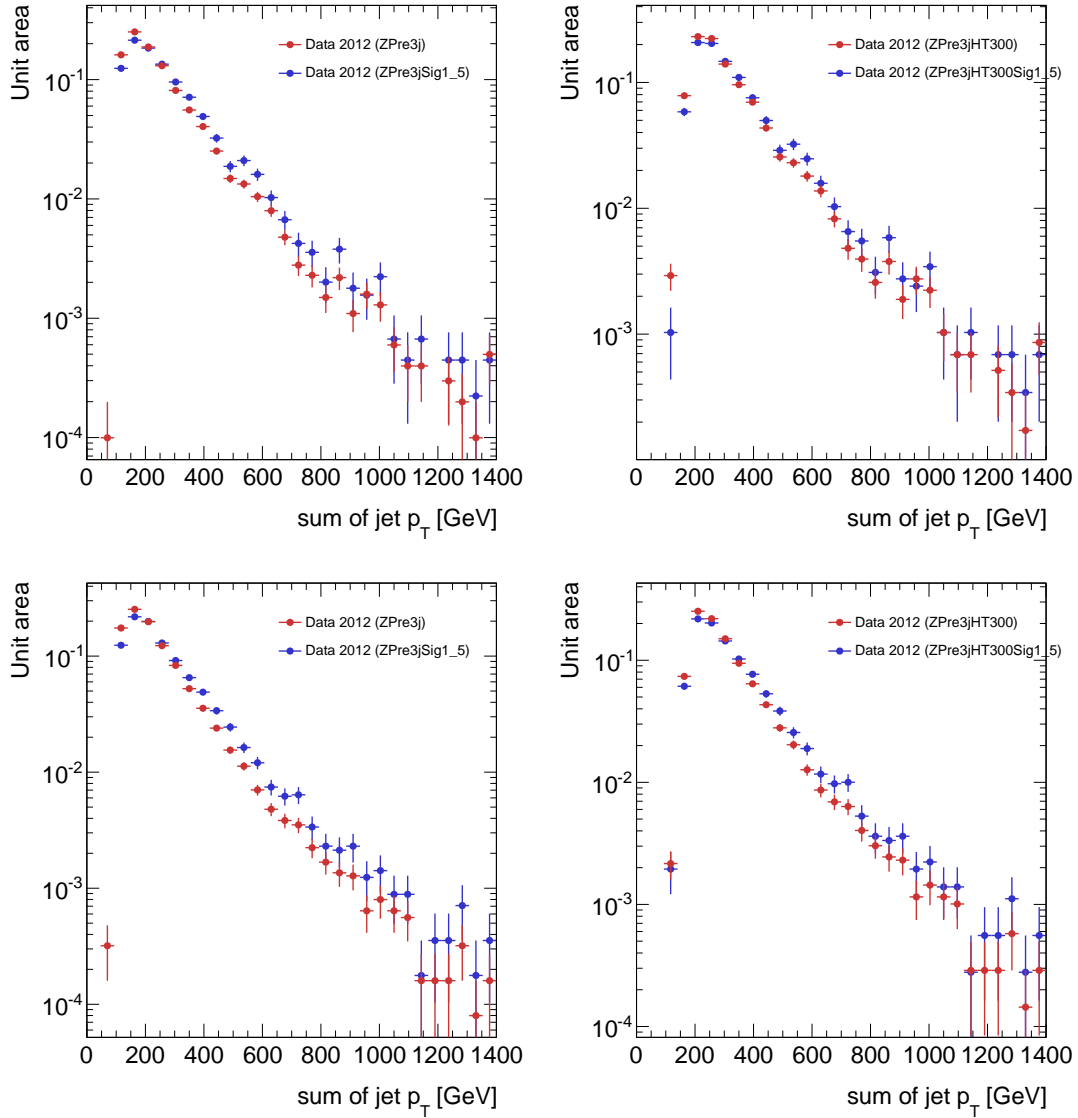 Unit area
Data 2012 (ZPre3j)
Data 2012 (ZPre3jSig1_5)
10^-1
10^-2
10^-3
10^-4
0 200 400 600 800 1000 1200 1400
sum of jet p_T [GeV]
Unit area
Data 2012 (ZPre3jHT300)
Data 2012 (ZPre3jHT300Sig1_5)
10^-1
10^-2
10^-3
0 200 400 600 800 1000 1200 1400
sum of jet p_T [GeV]
Unit area
Data 2012 (ZPre3j)
Data 2012 (ZPre3jSig1_5)
10^-1
10^-2
10^-3
10^-4
0 200 400 600 800 1000 1200 1400
sum of jet p_T [GeV]
Unit area
Data 2012 (ZPre3jHT300)
Data 2012 (ZPre3jHT300Sig1_5)
10^-1
10^-2
10^-3
10^-4
0 200 400 600 800 1000 1200 1400
sum of jet p_T [GeV]